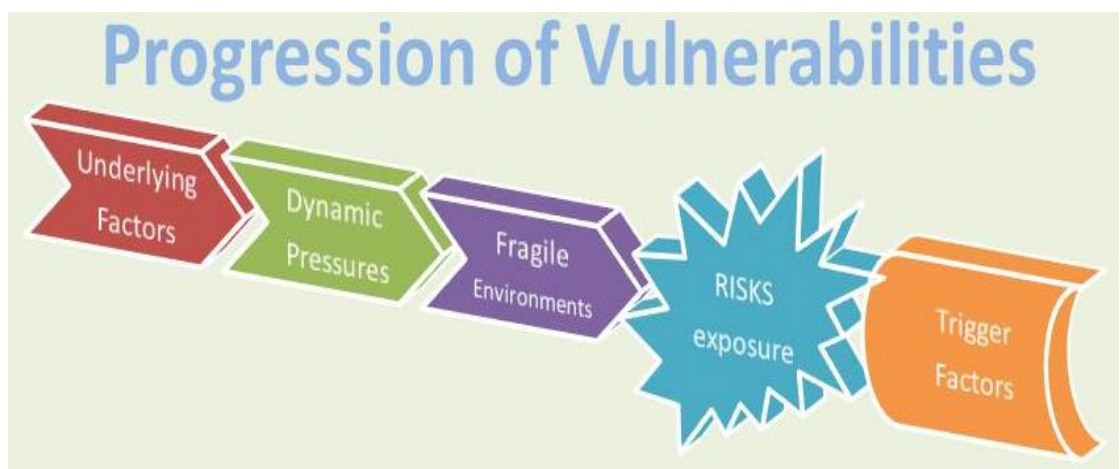 Progression of Vulnerabilities
Underlying
Factors
Dynamic
Pressures
Fragile
Environments
RISKS
exposure
Trigger
Factors